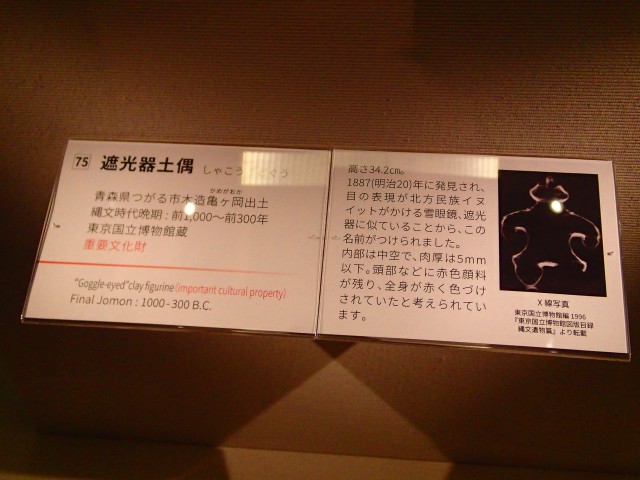 75 遮光器土偶 しゃこうきどぐう
かめがおか
青森県つがる市木造亀ヶ岡出土
縄文時代晩期：前1,000～前300年
東京国立博物館蔵
重要文化財
"Goggle-eyed"clay figurine(important cultural property)
Final Jomon : 1000-300 B.C.
高さ34.2cm。
1887(明治20)年に発見され、
目の表現が北方民族イヌ
イットがかける雪眼鏡、遮光
器に似ていることから、この
名前がつけられました。
内部は中空で、肉厚は5mm
以下。頭部などに赤色顔料
が残り、全身が赤く色づけ
されていたと考えられてい
ます。
X線写真
東京国立博物館編 1996
『東京国立博物館図版目録
縄文遺物篇』より転載